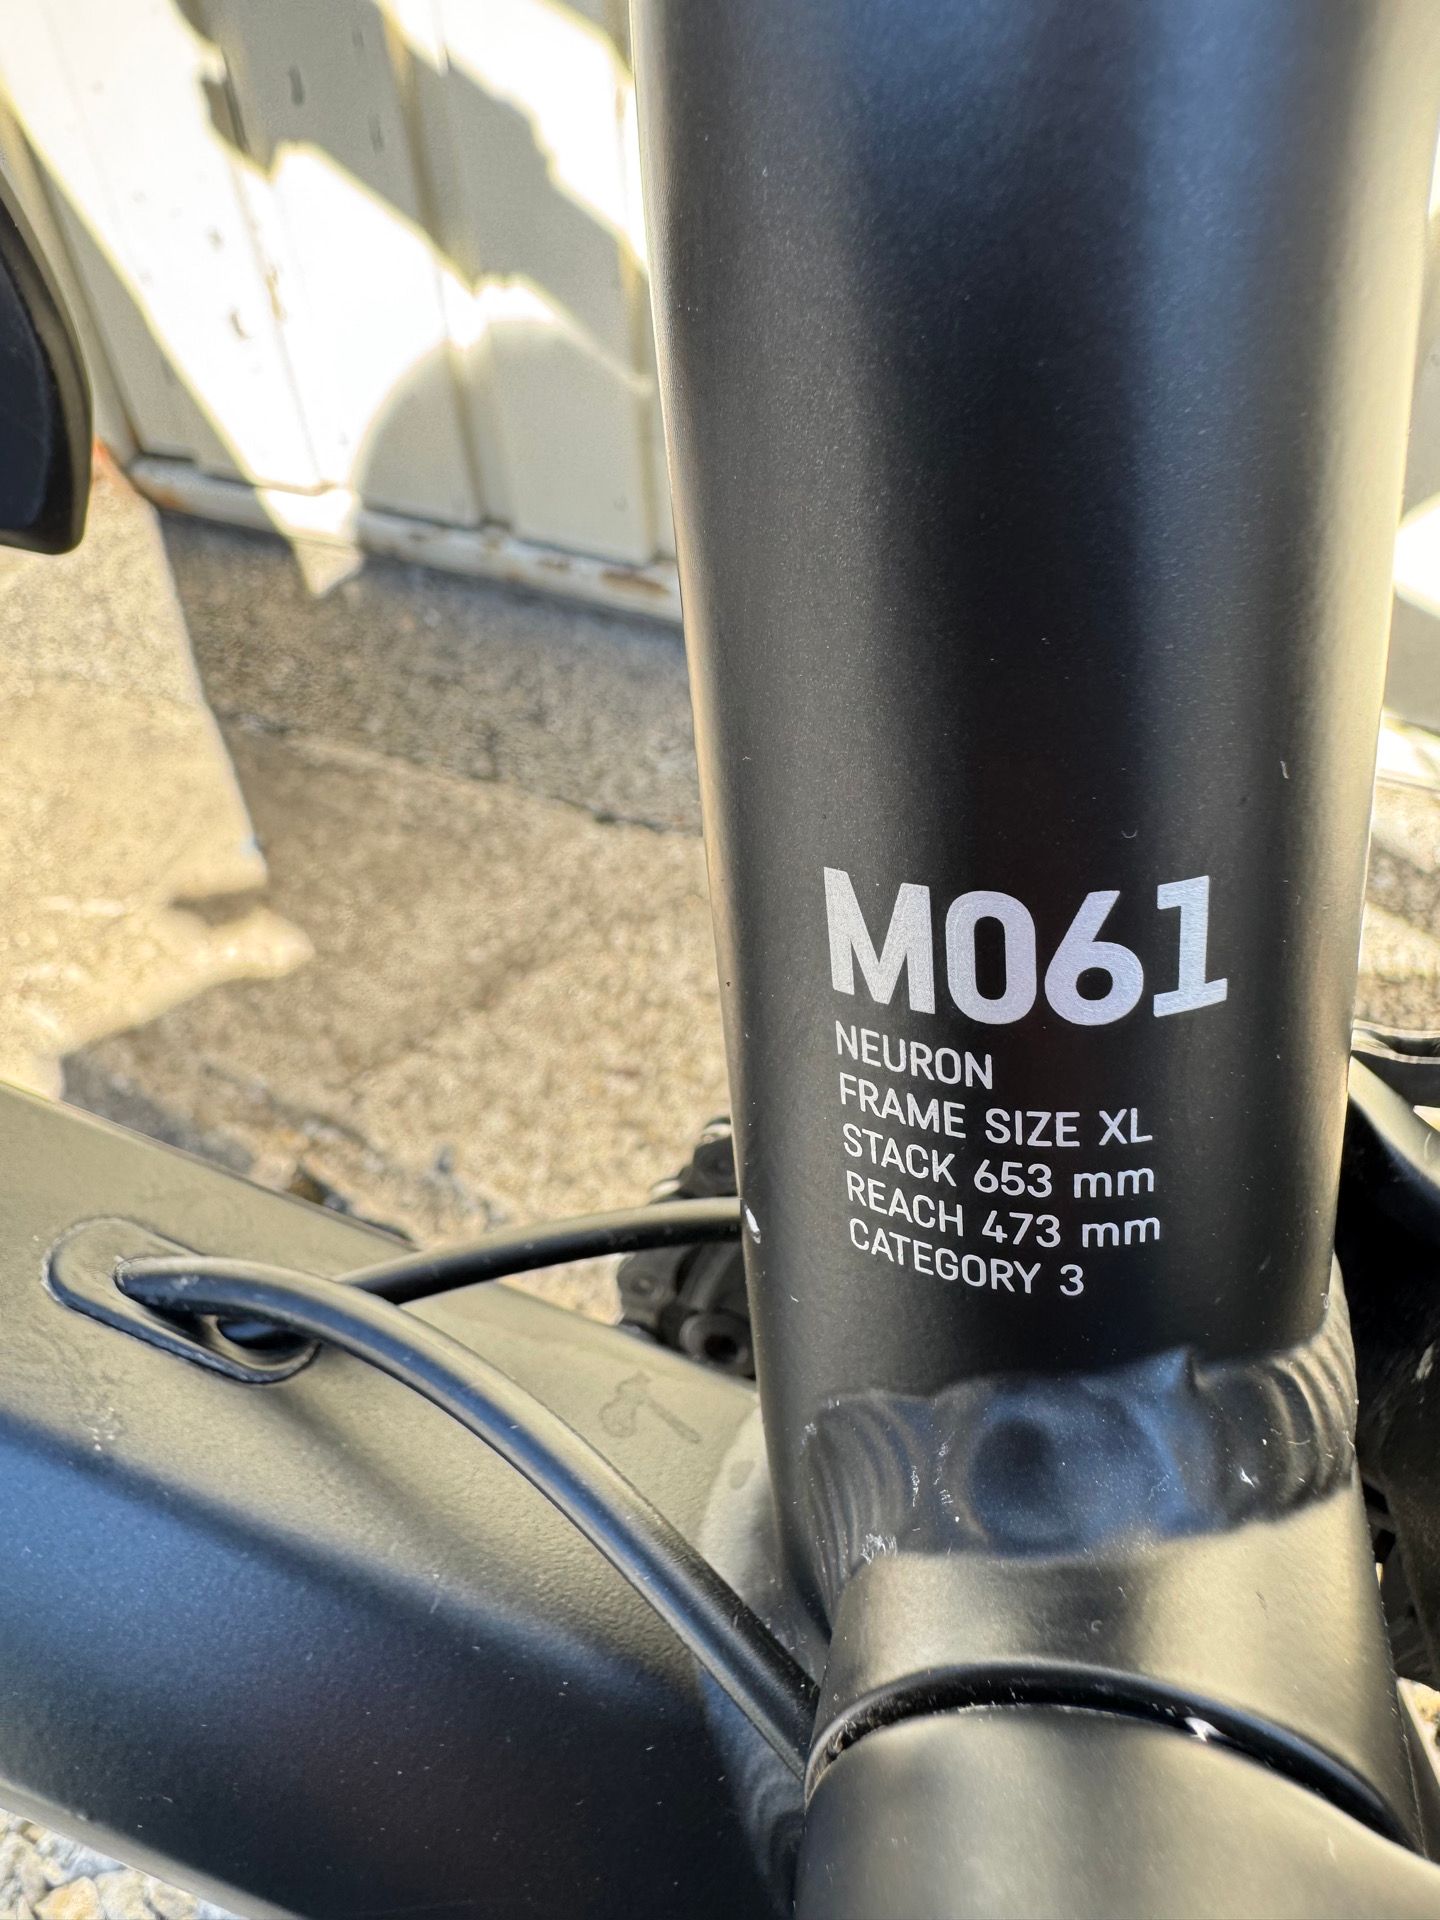 M061
NEURON
FRAME SIZE XL
STACK 653 mm
REACH 473 mm
CATEGORY 3